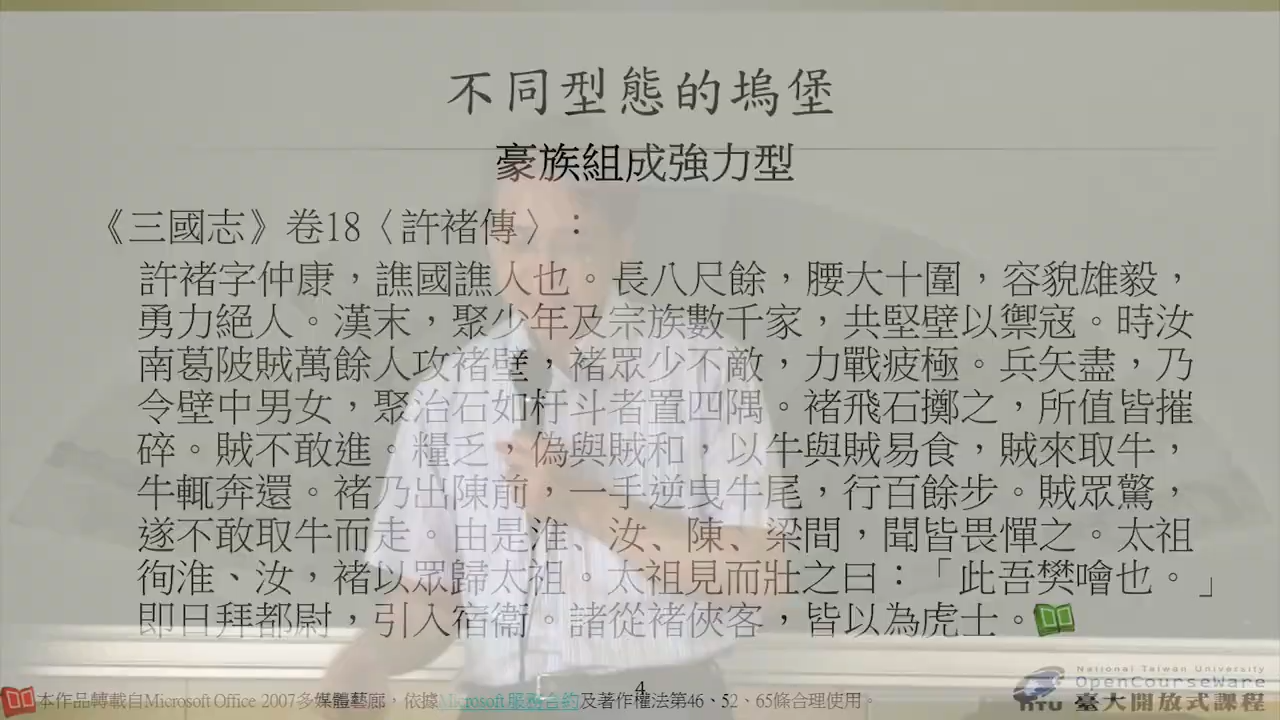 不同型態的塢堡
豪族組成強力型
《三國志》卷18〈許褚傳〉：
許褚字仲康，譙國譙人也。長八尺餘，腰大十圍，容貌雄毅，
勇力絕人。漢末，聚少年及宗族數千家，共堅壁以禦寇。時汝
南葛陂賊萬餘人攻褚壁，褚眾少不敵，力戰疲極。兵矢盡，乃
令壁中男女，聚治石如杅斗者置四隅。褚飛石擲之，所值皆摧
碎。賊不敢進。糧乏，偽與賊和，以牛與賊易食，賊來取牛，
牛輒奔還。褚乃出陳前，一手逆曳牛尾，行百餘步。賊眾驚，
遂不敢取牛而走。由是淮、汝、陳、梁間，聞皆畏憚之。太祖
徇淮、汝，褚以眾歸太祖。太祖見而壯之曰：「此吾樊噲也。」
即日拜都尉，引入宿衞。諸從褚俠客，皆以為虎士。
4
本作品轉載自Microsoft Office 2007多媒體藝廊，依據Microsoft 服務合約及著作權法第46、52、65條合理使用。
National Taiwan University
OpenCourseWare
NTU 臺大開放式課程